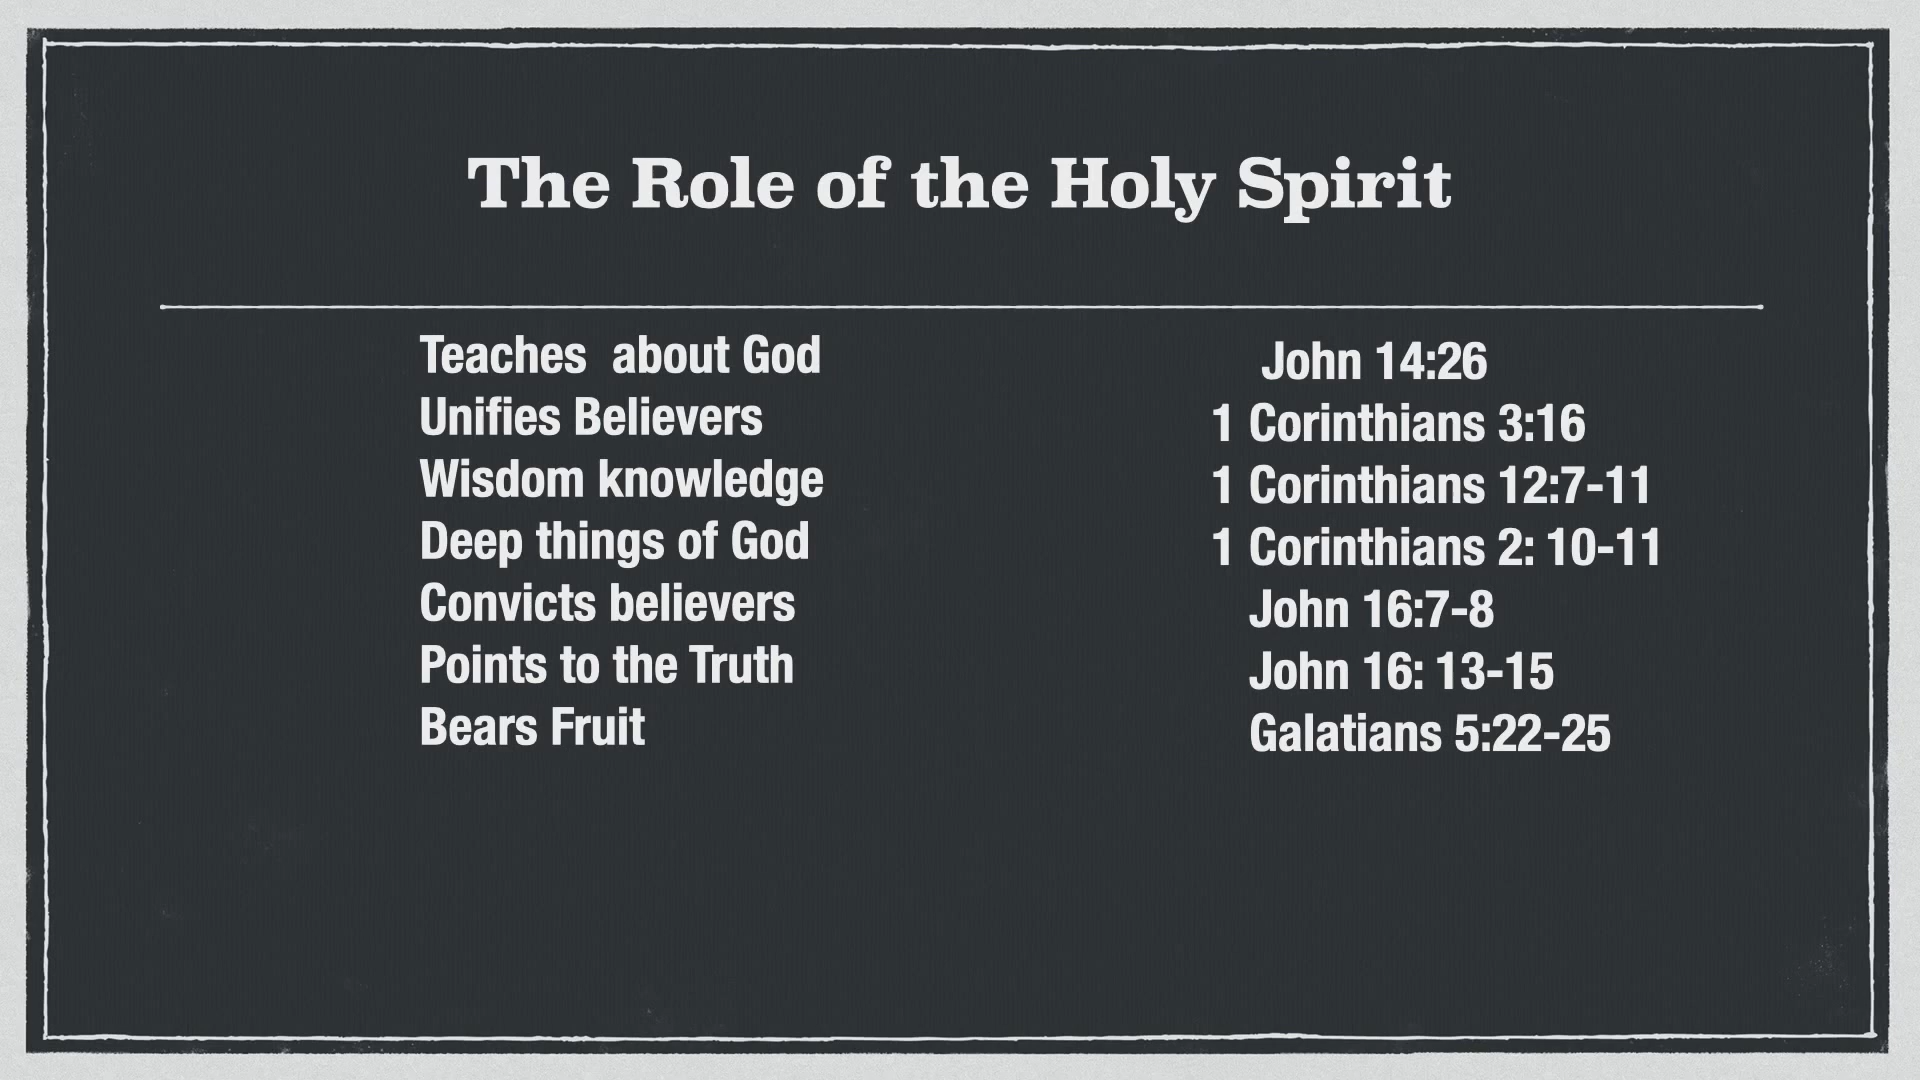 The Role of the Holy Spirit
Teaches  about God John 14:26
Unifies Believers 1 Corinthians 3:16
Wisdom knowledge 1 Corinthians 12:7-11
Deep things of God 1 Corinthians 2: 10-11
Convicts believers John 16:7-8
Points to the Truth John 16: 13-15
Bears Fruit Galatians 5:22-25